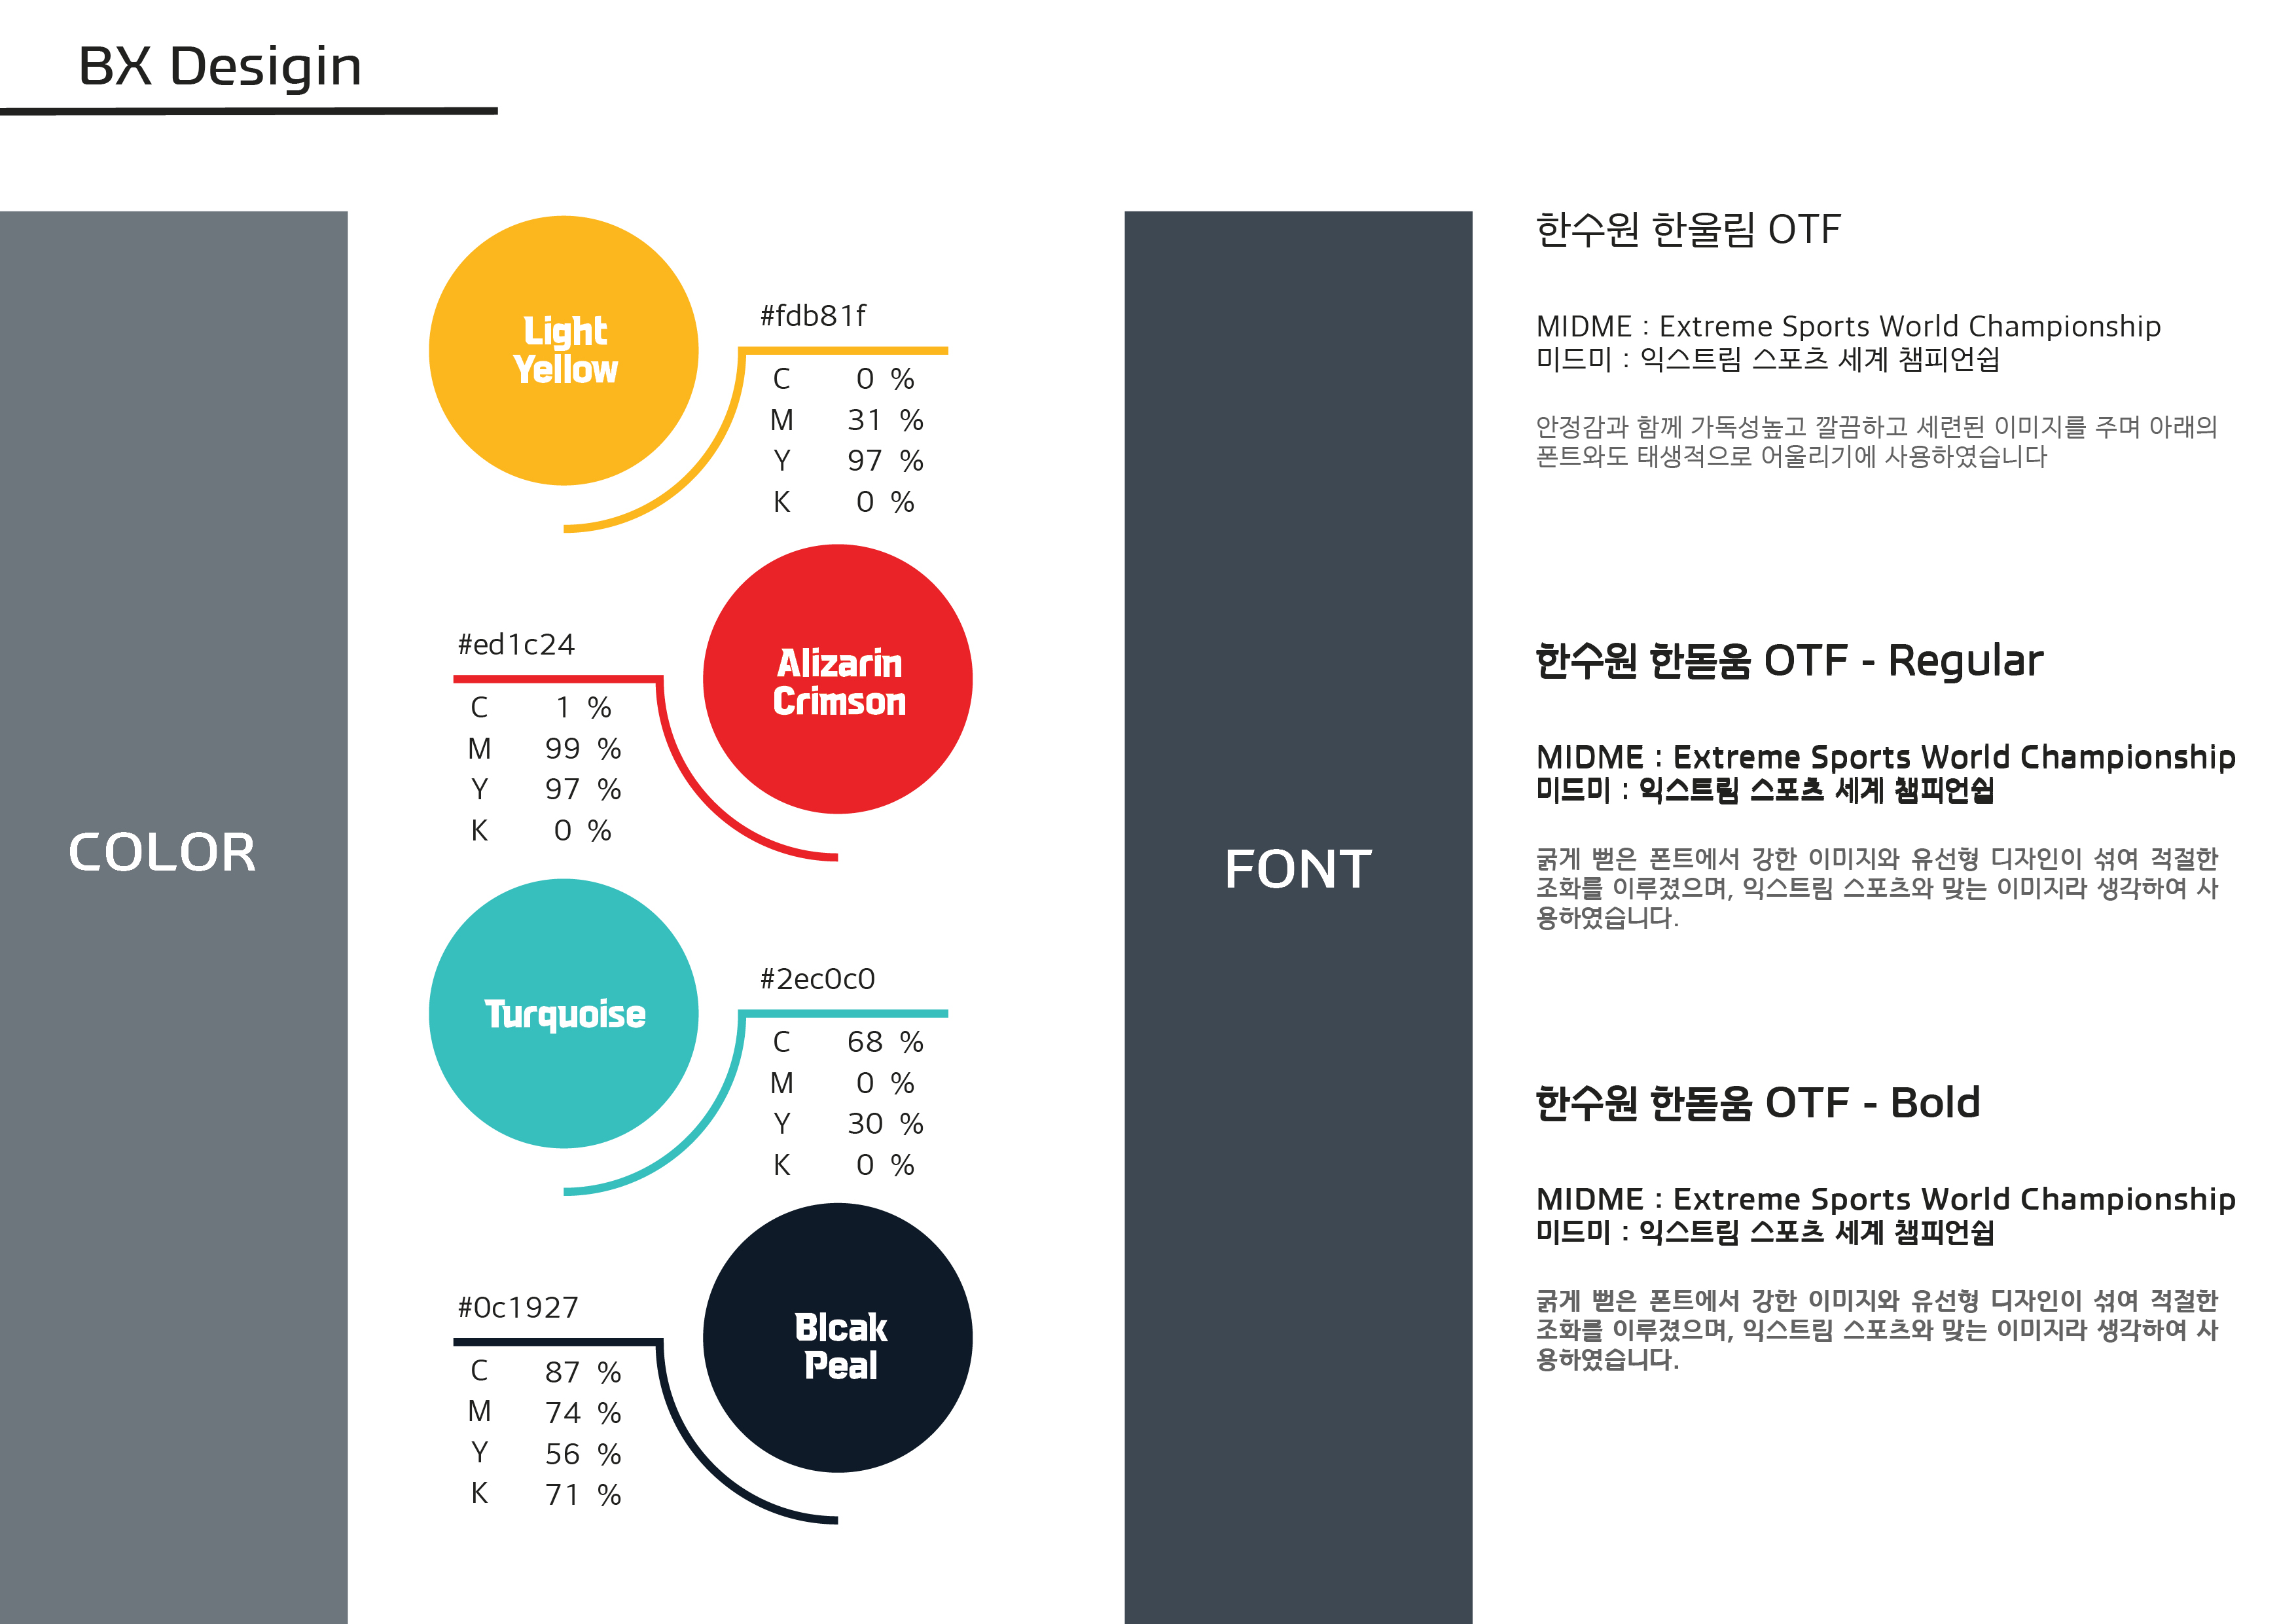 BX Desigin
COLOR
Light
Yellow
#fdb81f
C 0 %
M 31 %
Y 97 %
K 0 %
Alizarin
Crimson
#ed1c24
C 1 %
M 99 %
Y 97 %
K 0 %
Turquoise
#2ec0c0
C 68 %
M 0 %
Y 30 %
K 0 %
Blcak
Peal
#0c1927
C 87 %
M 74 %
Y 56 %
K 71 %
FONT
한수원 한울림 OTF
MIDME : Extreme Sports World Championship
미드미 : 익스트림 스포츠 세계 챔피언쉽
안정감과 함께 가독성높고 깔끔하고 세련된 이미지를 주며 아래의
폰트와도 태생적으로 어울리기에 사용하였습니다
한수원 한돋움 OTF - Regular
MIDME : Extreme Sports World Championship
미드미 : 익스트림 스포츠 세계 챔피언쉽
굵게 뻗은 폰트에서 강한 이미지와 유선형 디자인이 섞여 적절한
조화를 이루졌으며, 익스트림 스포츠와 맞는 이미지라 생각하여 사
용하였습니다.
한수원 한돋움 OTF - Bold
MIDME : Extreme Sports World Championship
미드미 : 익스트림 스포츠 세계 챔피언쉽
굵게 뻗은 폰트에서 강한 이미지와 유선형 디자인이 섞여 적절한
조화를 이루졌으며, 익스트림 스포츠와 맞는 이미지라 생각하여 사
용하였습니다.